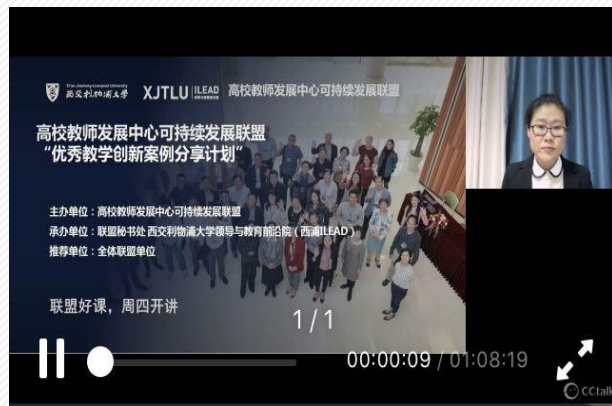 Xi'an Jiaotong-Liverpool University
西交利物浦大学
XJTLU ILEAD
高校教师发展中心可持续发展联盟
高校教师发展中心可持续发展联盟
“优秀教学创新案例分享计划”
主办单位：高校教师发展中心可持续发展联盟
承办单位：联盟秘书处 西交利物浦大学领导与教育前沿院（西浦ILEAD）
推荐单位：全体联盟单位
联盟好课，周四开讲
1/1
00:00:09 / 01:08:19
CCtalk